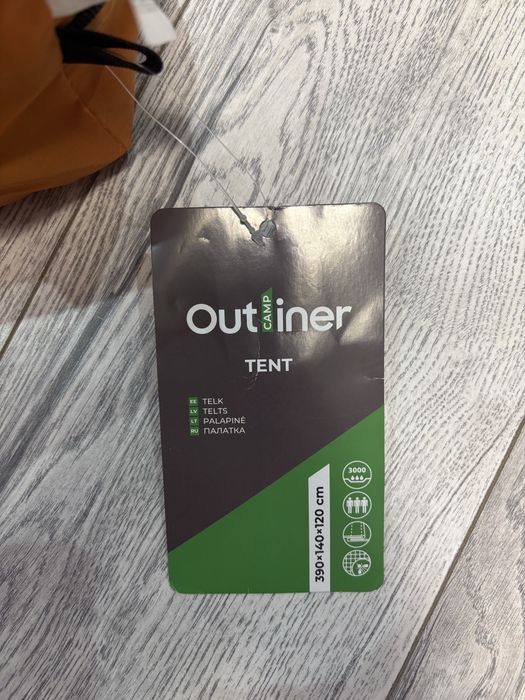 Outliner
CAMP
TENT
EE TELK
LV TELTS
LT PALAPINĖ
RU ПАЛАТКА
3000
390×140×120 cm